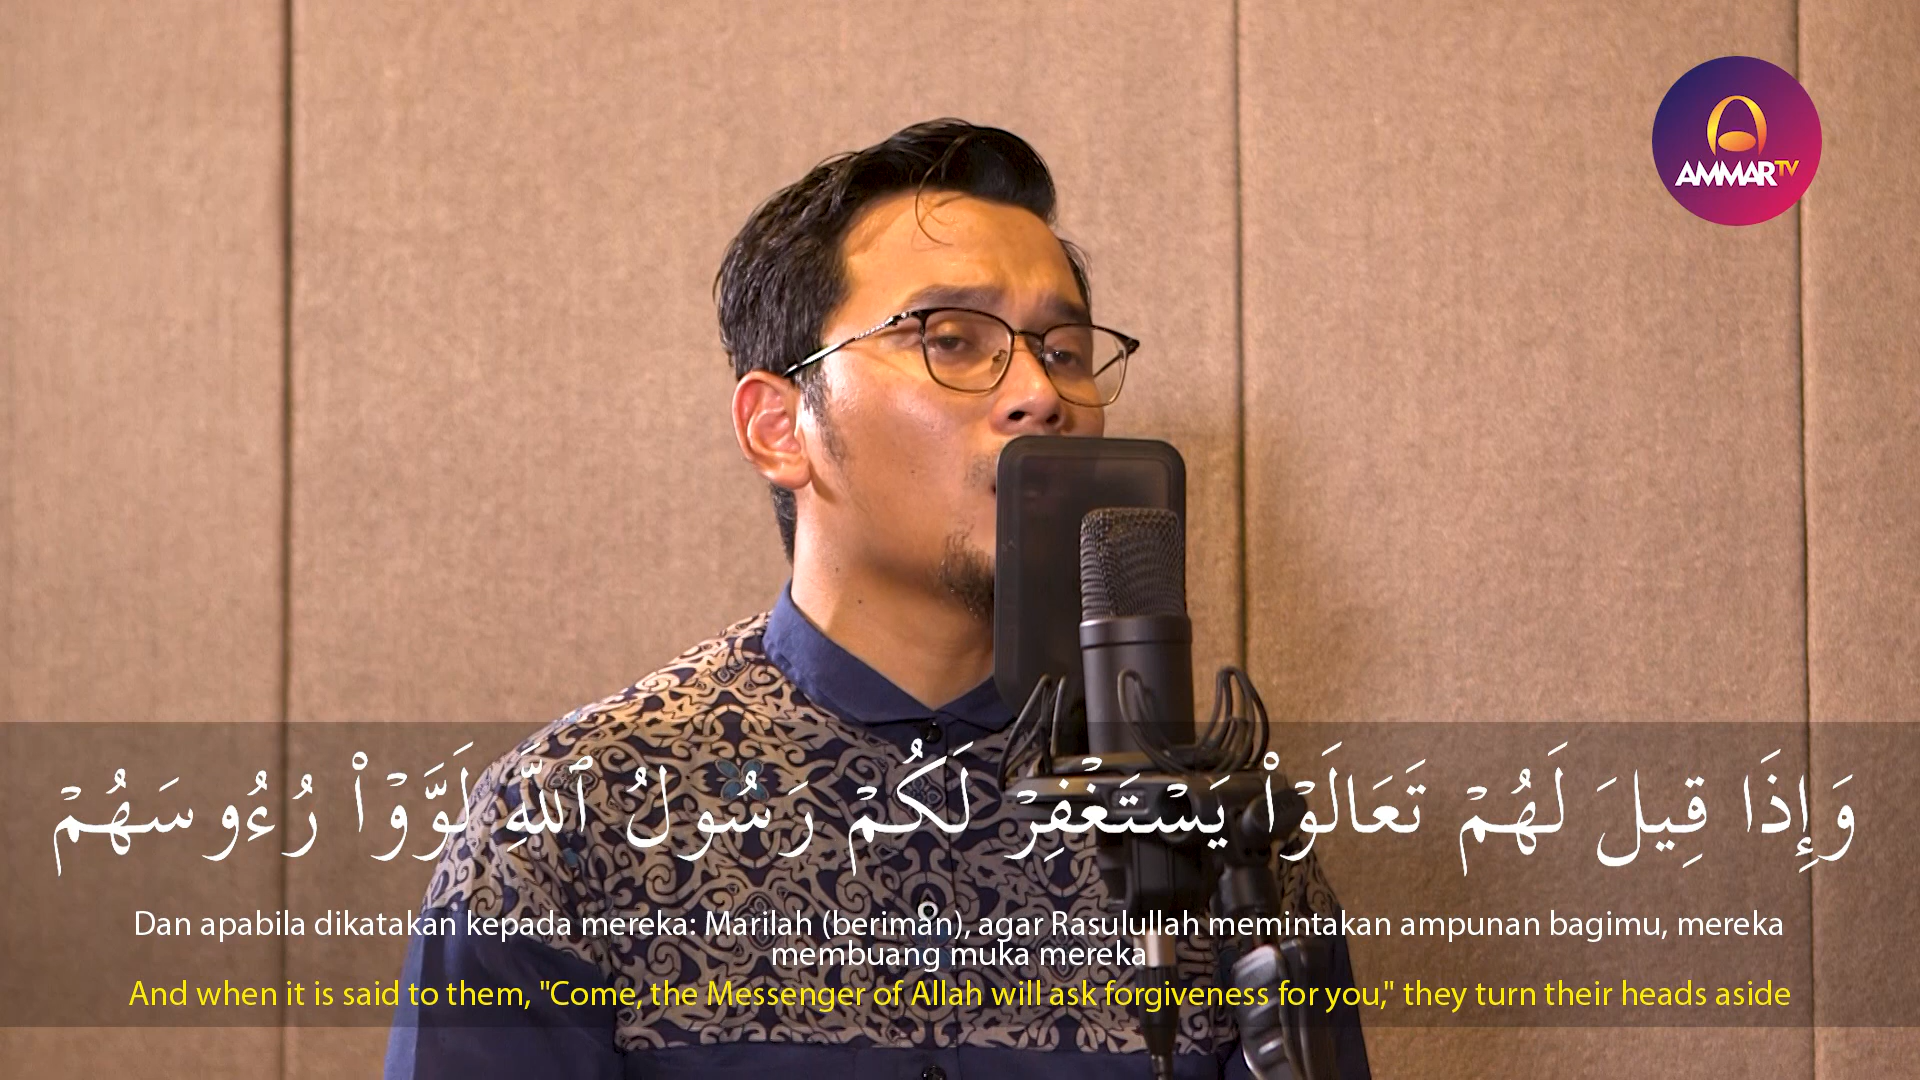 AMMARTV
وَإِذَا قِيلَ لَهُمْ تَعَالَوْا۟ يَسْتَغْفِرْ لَكُمْ رَسُولُ ٱللَّهِ لَوَّوْا۟ رُءُوسَهُمْ
Dan apabila dikatakan kepada mereka: Marilah (beriman), agar Rasulullah memintakan ampunan bagimu, mereka
membuang muka mereka
And when it is said to them, "Come, the Messenger of Allah will ask forgiveness for you," they turn their heads aside